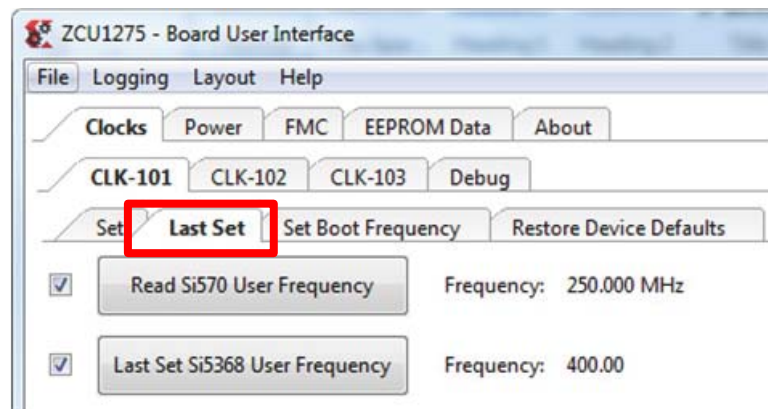 ZCU1275 - Board User Interface
File Logging Layout Help
Clocks Power FMC EEPROM Data About
CLK-101 CLK-102 CLK-103 Debug
Set Last Set Set Boot Frequency Restore Device Defaults
Read Si570 User Frequency Frequency: 250.000 MHz
Last Set Si5368 User Frequency Frequency: 400.00